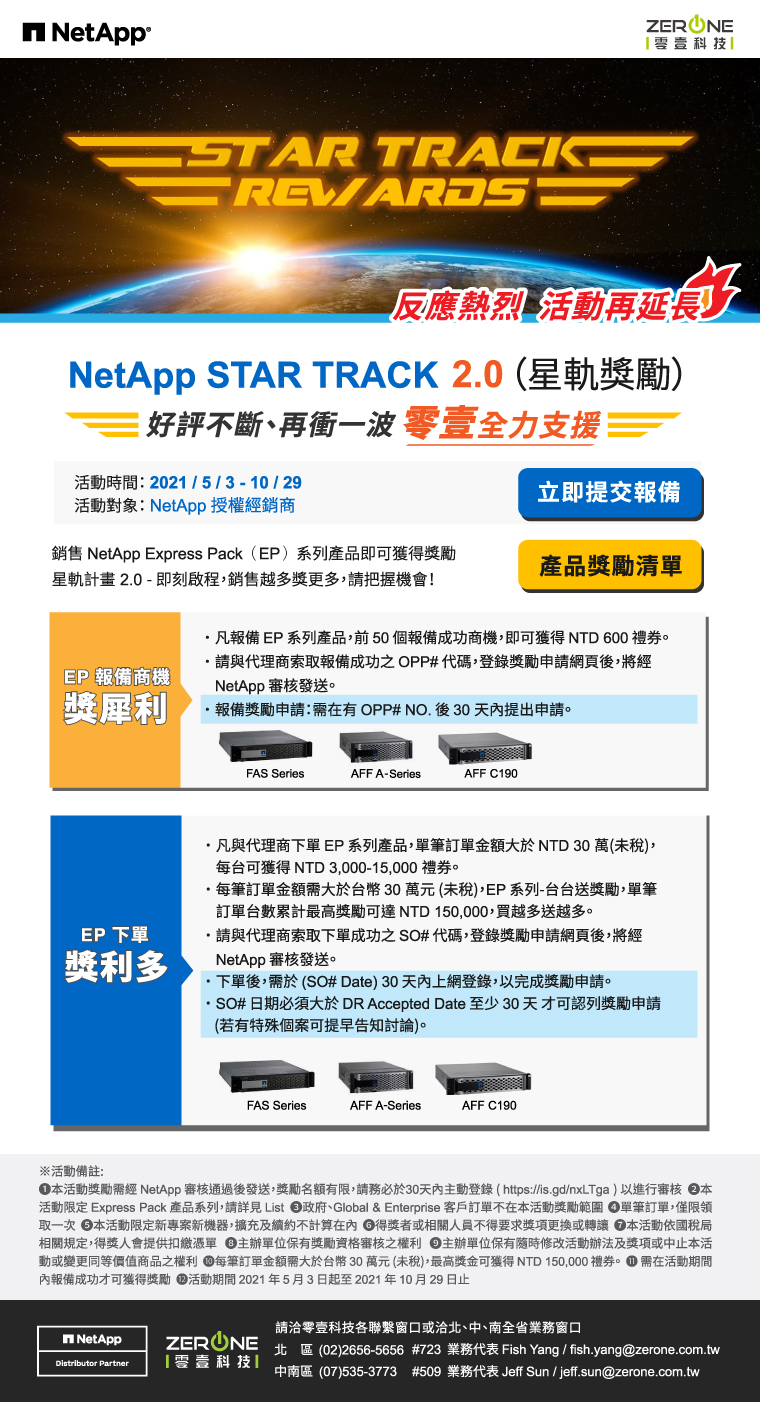 NetApp
ZERONE
零壹科技
STAR TRACK
REWARDS
反應熱烈 活動再延長
NetApp STAR TRACK 2.0（星軌獎勵）
好評不斷、再衝一波 零壹全力支援
活動時間：2021 / 5 / 3 - 10 / 29
活動對象：NetApp 授權經銷商
立即提交報備
銷售 NetApp Express Pack（EP）系列產品即可獲得獎勵
星軌計畫 2.0 - 即刻啟程，銷售越多獎更多，請把握機會！
產品獎勵清單
EP 報備商機
獎犀利
・凡報備 EP 系列產品，前 50 個報備成功商機，即可獲得 NTD 600 禮券。
・請與代理商索取報備成功之 OPP# 代碼，登錄獎勵申請網頁後，將經
NetApp 審核發送。
・報備獎勵申請：需在有 OPP# NO. 後 30 天內提出申請。
FAS Series AFF A-Series AFF C190
EP 下單
獎利多
・凡與代理商下單 EP 系列產品，單筆訂單金額大於 NTD 30 萬(未稅)，
每台可獲得 NTD 3,000-15,000 禮券。
・每筆訂單金額需大於台幣 30 萬元 (未稅)，EP 系列-台台送獎勵，單筆
訂單台數累計最高獎勵可達 NTD 150,000，買越多送越多。
・請與代理商索取下單成功之 SO# 代碼，登錄獎勵申請網頁後，將經
NetApp 審核發送。
・下單後，需於 (SO# Date) 30 天內上網登錄，以完成獎勵申請。
・SO# 日期必須大於 DR Accepted Date 至少 30 天 才可認列獎勵申請
(若有特殊個案可提早告知討論)。
FAS Series AFF A-Series AFF C190
※活動備註:
❶本活動獎勵需經 NetApp 審核通過後發送，獎勵名額有限，請務必於30天內主動登錄 ( https://is.gd/nxLTga ) 以進行審核 ❷本
活動限定 Express Pack 產品系列，請詳見 List ❸政府、Global & Enterprise 客戶訂單不在本活動獎勵範圍 ❹單筆訂單，僅限領
取一次 ❺本活動限定新專案新機器，擴充及續約不計算在內 ❻得獎者或相關人員不得要求獎項更換或轉讓 ❼本活動依國稅局
相關規定，得獎人會提供扣繳憑單 ❽主辦單位保有獎勵資格審核之權利 ❾主辦單位保有隨時修改活動辦法及獎項或中止本活
動或變更同等價值商品之權利 ❿每筆訂單金額需大於台幣 30 萬元 (未稅)，最高獎金可獲得 NTD 150,000 禮券。 ⓫ 需在活動期間
內報備成功才可獲得獎勵 ⓬活動期間 2021 年 5 月 3 日起至 2021 年 10 月 29 日止
NetApp
Distributor Partner
ZERONE
零壹科技
請洽零壹科技各聯繫窗口或洽北、中、南全省業務窗口
北 區 (02)2656-5656 #723 業務代表 Fish Yang / fish.yang@zerone.com.tw
中南區 (07)535-3773 #509 業務代表 Jeff Sun / jeff.sun@zerone.com.tw